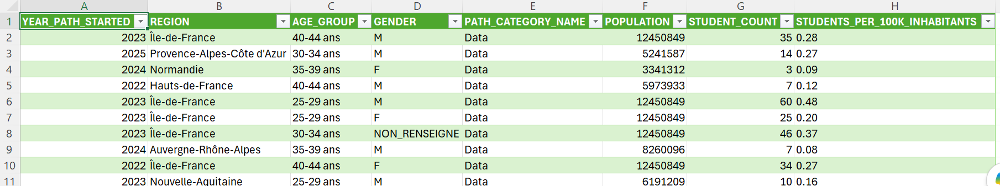 A B C D E F G H
1 YEAR_PATH_STARTED REGION AGE_GROUP GENDER PATH_CATEGORY_NAME POPULATION STUDENT_COUNT STUDENTS_PER_100K_INHABITANTS
2 2023 Île-de-France 40-44 ans M Data 12450849 35 0.28
3 2025 Provence-Alpes-Côte d'Azur 30-34 ans M Data 5241587 14 0.27
4 2024 Normandie 35-39 ans F Data 3341312 3 0.09
5 2022 Hauts-de-France 40-44 ans M Data 5973933 7 0.12
6 2023 Île-de-France 25-29 ans M Data 12450849 60 0.48
7 2023 Île-de-France 25-29 ans F Data 12450849 25 0.20
8 2023 Île-de-France 30-34 ans NON_RENSEIGNE Data 12450849 46 0.37
9 2024 Auvergne-Rhône-Alpes 35-39 ans M Data 8260096 7 0.08
10 2022 Île-de-France 40-44 ans F Data 12450849 34 0.27
11 2023 Nouvelle-Aquitaine 25-29 ans M Data 6191209 10 0.16